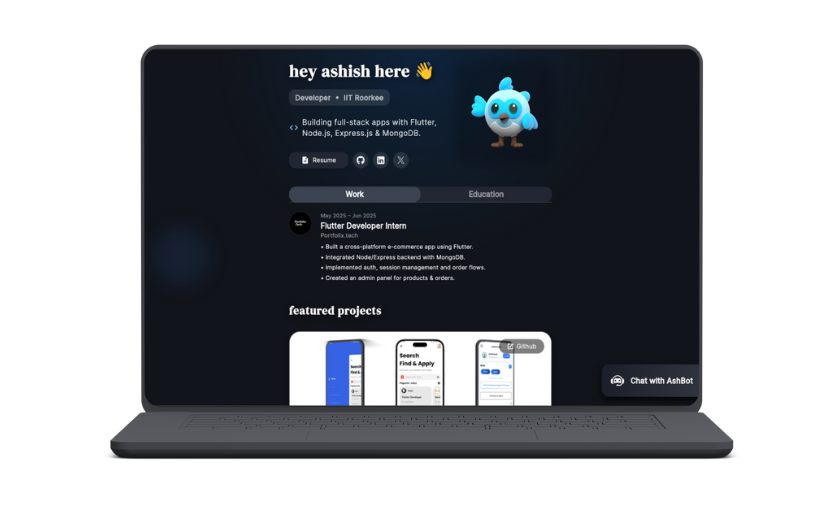 hey ashish here 👋
Developer • IIT Roorkee
Building full-stack apps with Flutter,
Node.js, Express.js & MongoDB.
Resume
Work
Education
May 2025 – Jun 2025
Flutter Developer Intern
Portfolix.tech
• Built a cross-platform e-commerce app using Flutter.
• Integrated Node/Express backend with MongoDB.
• Implemented auth, session management and order flows.
• Created an admin panel for products & orders.
featured projects
Search
Find & Apply
Github
Chat with AshBot